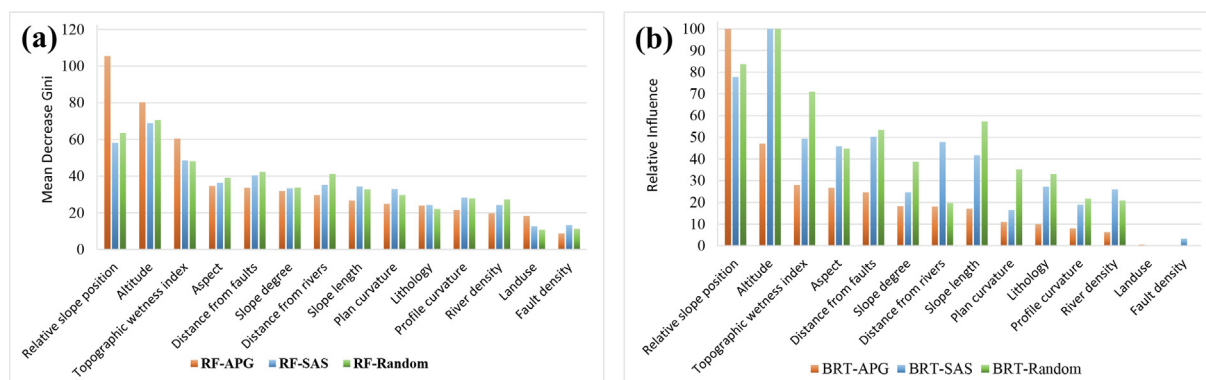 (a)
120
100
80
60
40
20
0
Mean Decrease Gini
Relative slope position
Altitude
Topographic wetness index
Aspect
Distance from faults
Slope degree
Distance from rivers
Slope length
Plan curvature
Lithology
Profile curvature
River density
Landuse
Fault density
RF-APG RF-SAS RF-Random
(b)
100
90
80
70
60
50
40
30
20
10
0
Relative Influence
Relative slope position
Altitude
Topographic wetness index
Aspect
Distance from faults
Slope degree
Distance from rivers
Slope length
Plan curvature
Lithology
Profile curvature
River density
Landuse
Fault density
BRT-APG BRT-SAS BRT-Random